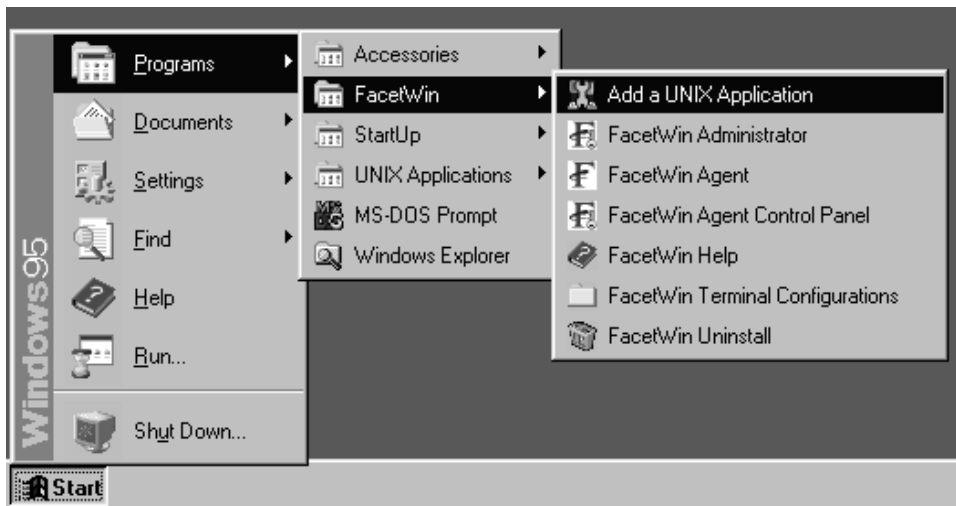 Windows95
Programs
Documents
Settings
Find
Help
Run...
Shut Down...
Start
Accessories
FacetWin
StartUp
UNIX Applications
MS-DOS Prompt
Windows Explorer
Add a UNIX Application
FacetWin Administrator
FacetWin Agent
FacetWin Agent Control Panel
FacetWin Help
FacetWin Terminal Configurations
FacetWin Uninstall